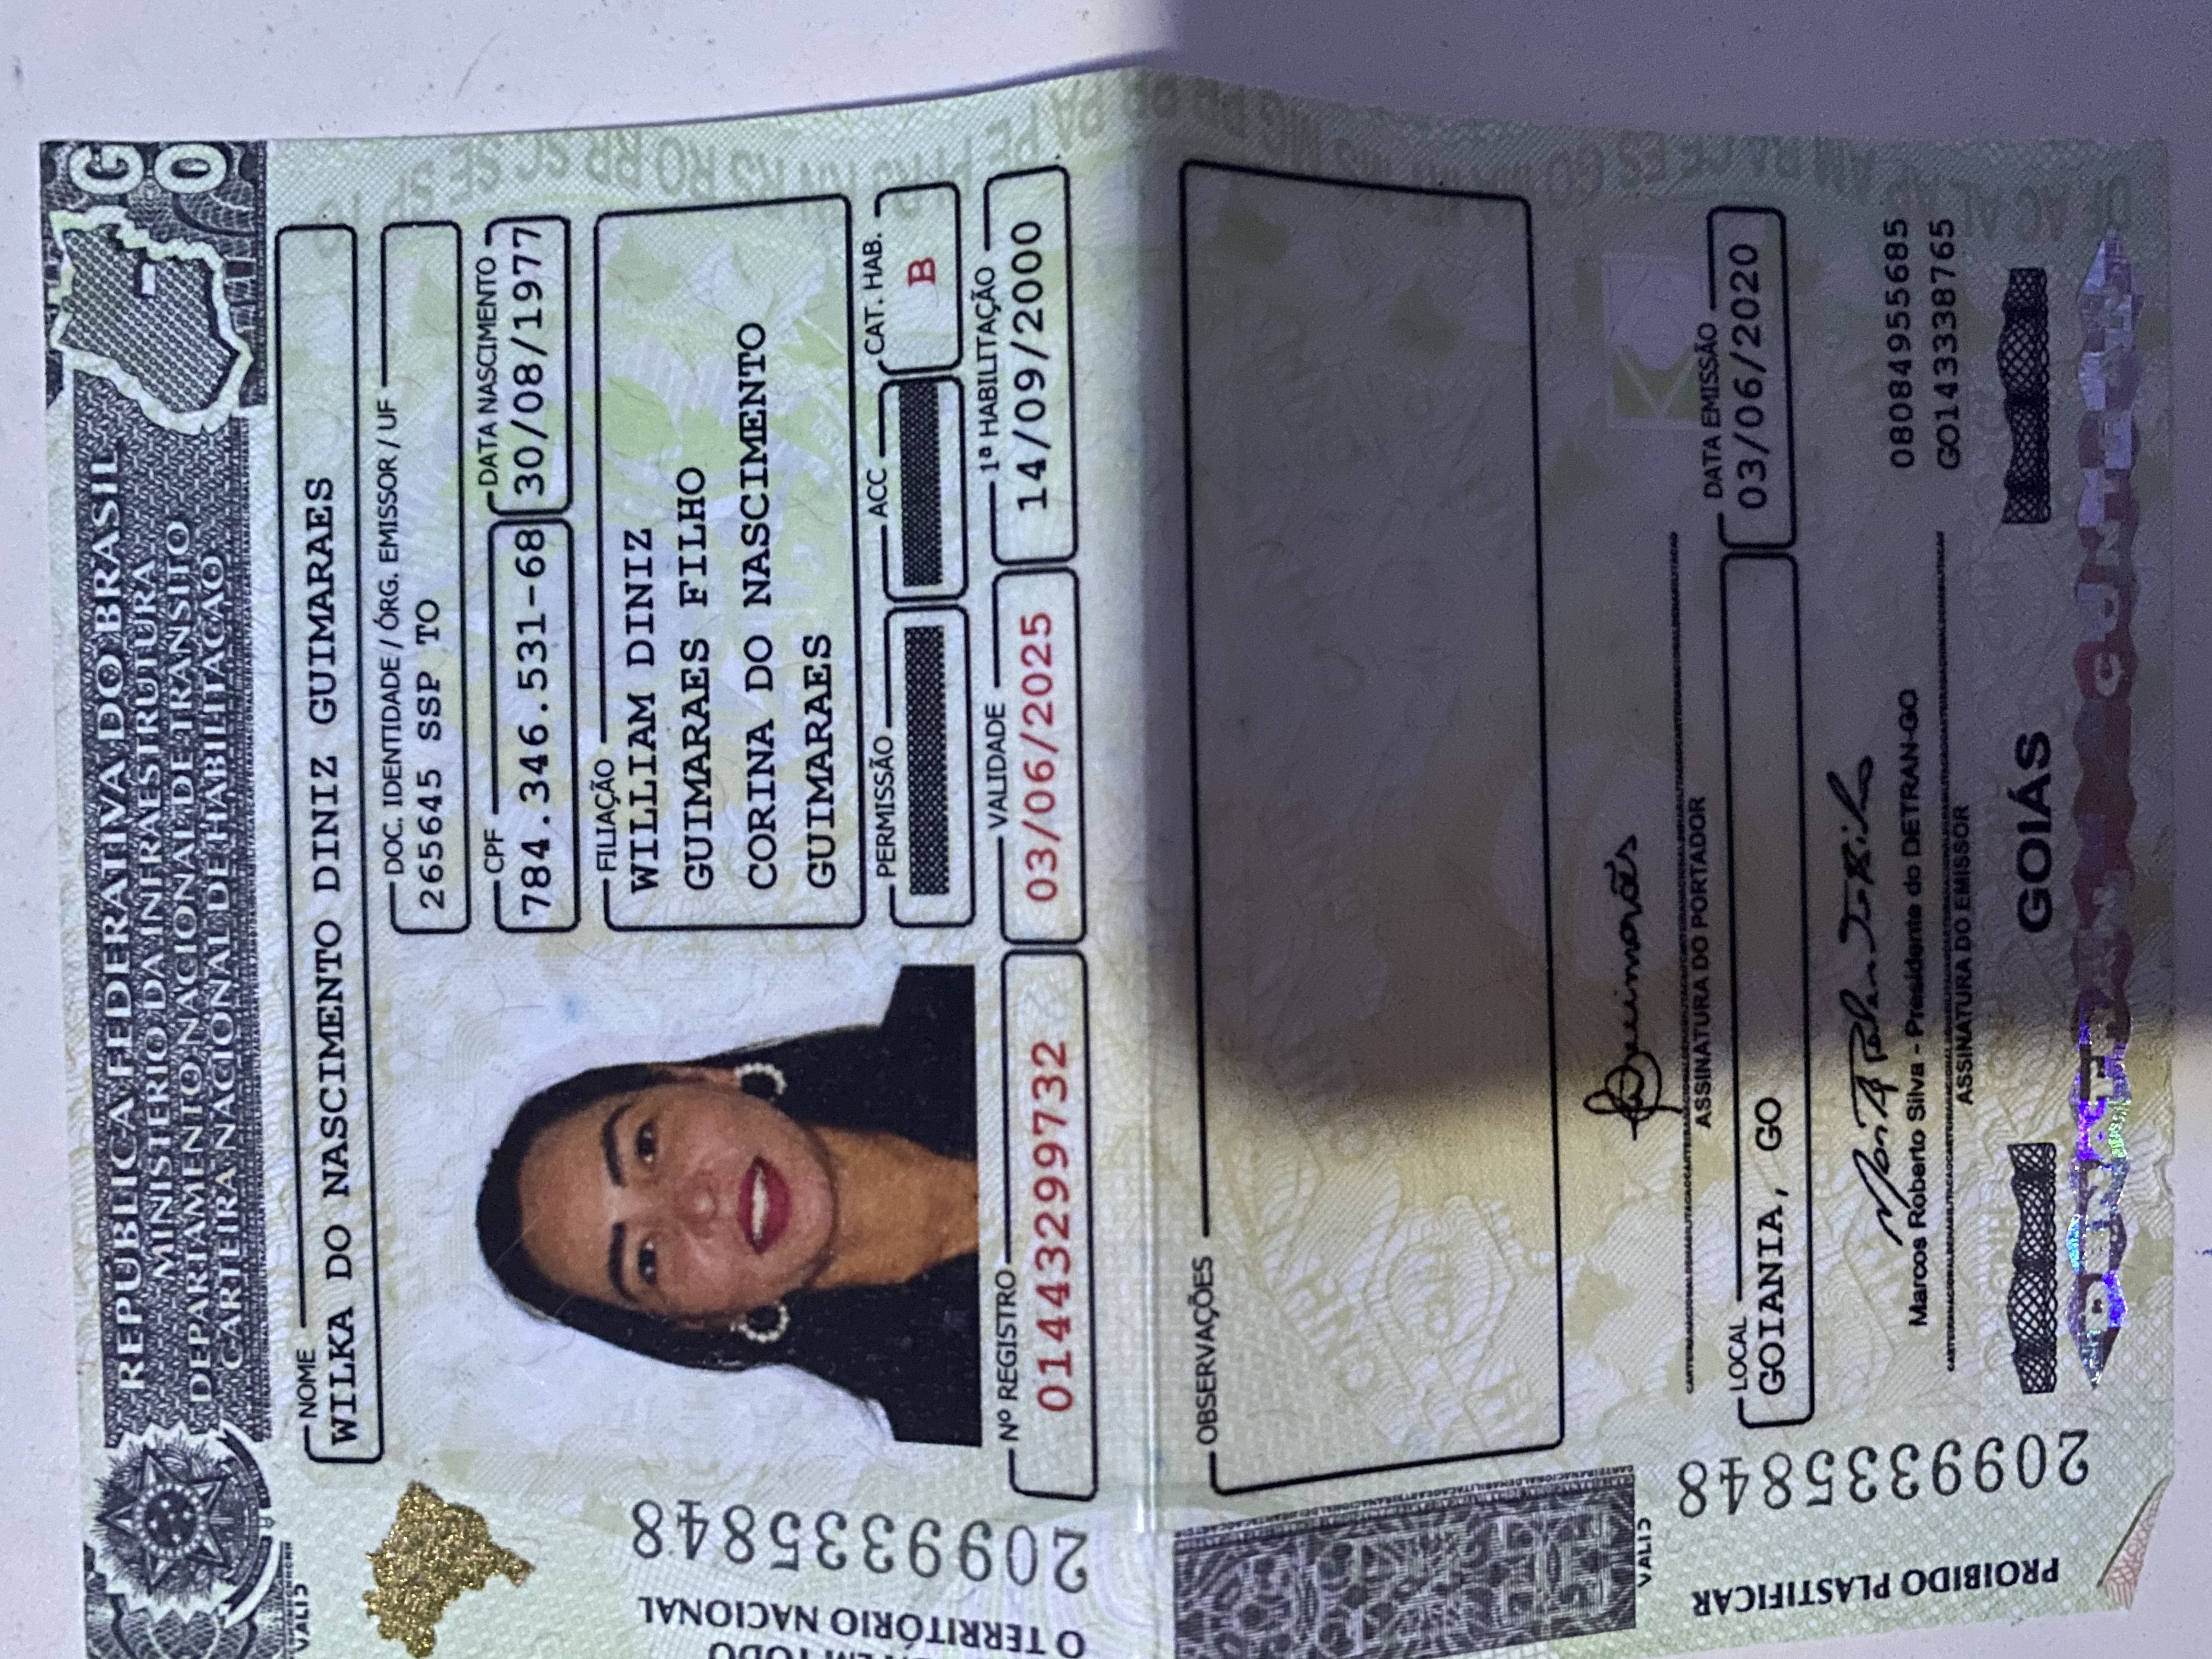 REPÚBLICA FEDERATIVA DO BRASIL
MINISTÉRIO DA INFRAESTRUTURA
DEPARTAMENTO NACIONAL DE TRÂNSITO
CARTEIRA NACIONAL DE HABILITAÇÃO
GO
NOME
WILKA DO NASCIMENTO DINIZ GUIMARAES
DOC. IDENTIDADE / ÓRG. EMISSOR / UF
265645 SSP TO
CPF
784.346.531-68
DATA NASCIMENTO
30/08/1977
FILIAÇÃO
WILLIAM DINIZ
GUIMARAES FILHO
CORINA DO NASCIMENTO
GUIMARAES
PERMISSÃO
ACC
CAT. HAB.
B
Nº REGISTRO
01443299732
VALIDADE
03/06/2025
1ª HABILITAÇÃO
14/09/2000
O TERRITÓRIO NACIONAL
2099335848
OBSERVAÇÕES
ASSINATURA DO PORTADOR
LOCAL
GOIANIA, GO
DATA EMISSÃO
03/06/2020
Marcos Roberto Silva - Presidente do DETRAN-GO
ASSINATURA DO EMISSOR
08084955685
GO143338765
PROIBIDO PLASTIFICAR
2099335848
GOIÁS
DENATRAN CONTRAN